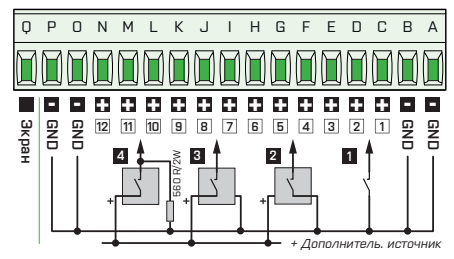 Q P O N M L K J I H G F E D C B A
- - - + + + + + + + + + + + + - -
Экран GND GND 12 11 10 9 8 7 6 5 4 3 2 1 GND GND
4 3 2 1
560 R/2W
+ + +
+ Дополнитель. источник